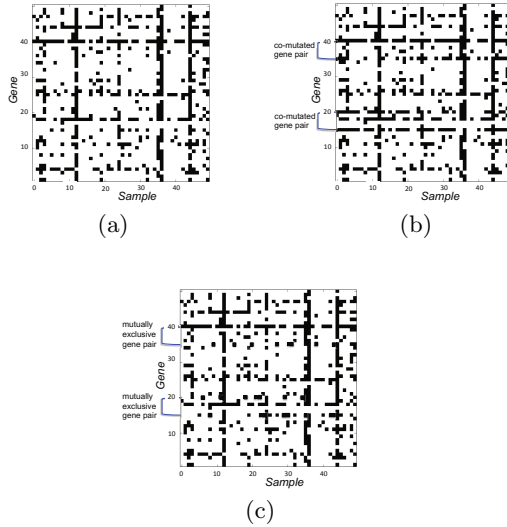 40
30
20
10
Gene
0
10
20
30
40
Sample
(a)
co-mutated
gene pair
co-mutated
gene pair
40
30
20
10
Gene
0
10
20
30
40
Sample
(b)
mutually
exclusive
gene pair
mutually
exclusive
gene pair
40
30
20
10
Gene
0
10
20
30
40
Sample
(c)